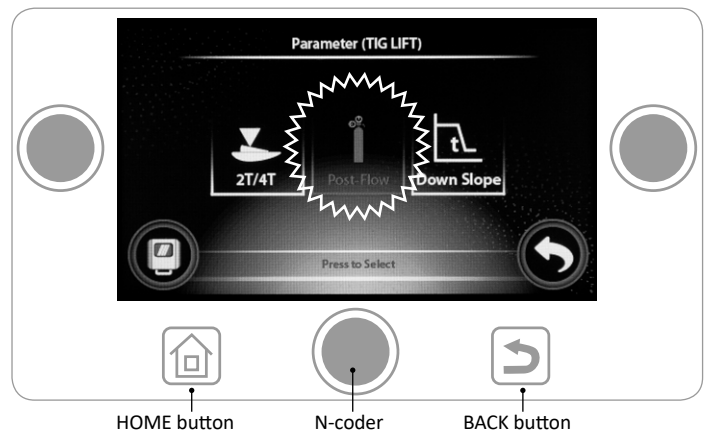 Parameter (TIG LIFT)
2T/4T
Post-Flow
t
Down Slope
Press to Select
HOME button
N-coder
BACK button